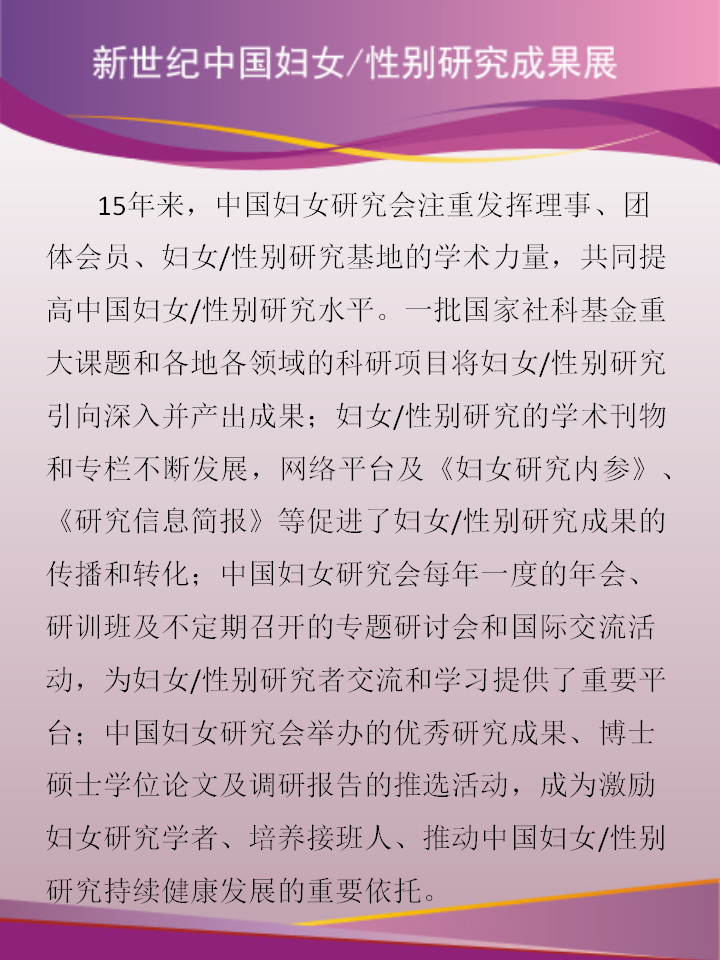 新世纪中国妇女/性别研究成果展
15年来，中国妇女研究会注重发挥理事、团
体会员、妇女/性别研究基地的学术力量，共同提
高中国妇女/性别研究水平。一批国家社科基金重
大课题和各地各领域的科研项目将妇女/性别研究
引向深入并产出成果；妇女/性别研究的学术刊物
和专栏不断发展，网络平台及《妇女研究内参》、
《研究信息简报》等促进了妇女/性别研究成果的
传播和转化；中国妇女研究会每年一度的年会、
研训班及不定期召开的专题研讨会和国际交流活
动，为妇女/性别研究者交流和学习提供了重要平
台；中国妇女研究会举办的优秀研究成果、博士
硕士学位论文及调研报告的推选活动，成为激励
妇女研究学者、培养接班人、推动中国妇女/性别
研究持续健康发展的重要依托。